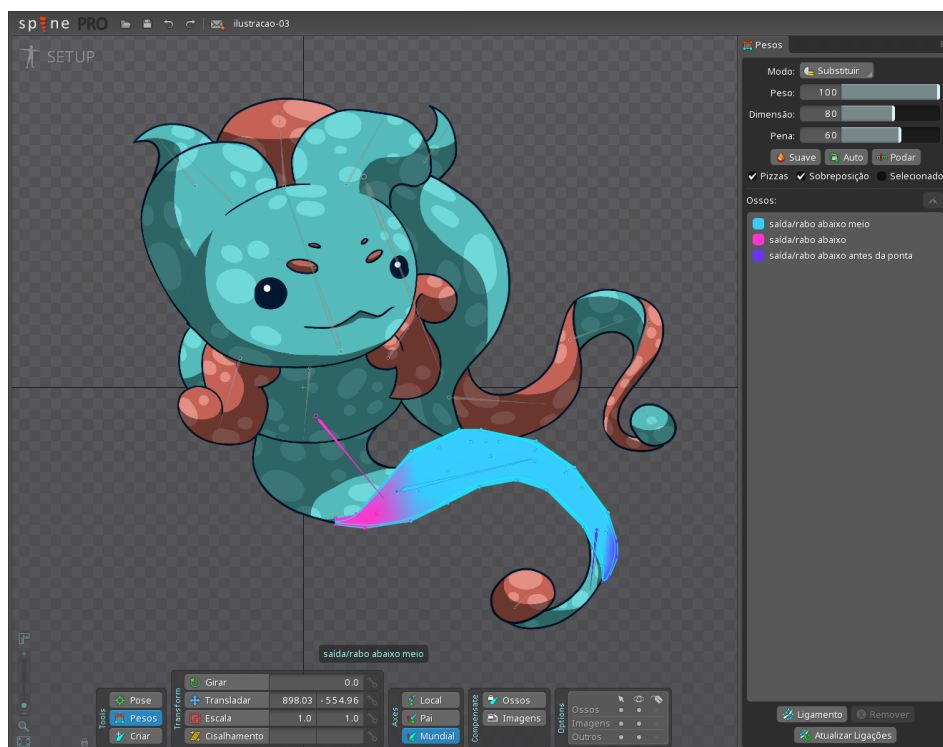 spine PRO ilustracao-03
SETUP
Pesos
Modo: Substituir
Peso: 100
Dimensão: 80
Pena: 60
Suave Auto Podar
Pizzas Sobreposição Selecionado
Ossos:
saída/rabo abaixo meio
saída/rabo abaixo
saída/rabo abaixo antes da ponta
saída/rabo abaixo meio
Tools
Pose
Pesos
Criar
Transform
Girar 0.0
Transladar 898.03 -554.96
Escala 1.0 1.0
Cisalhamento
Axes
Local
Pai
Mundial
Compensate
Ossos
Imagens
Options
Ossos
Imagens
Outros
Ligamento Remover
Atualizar Ligações